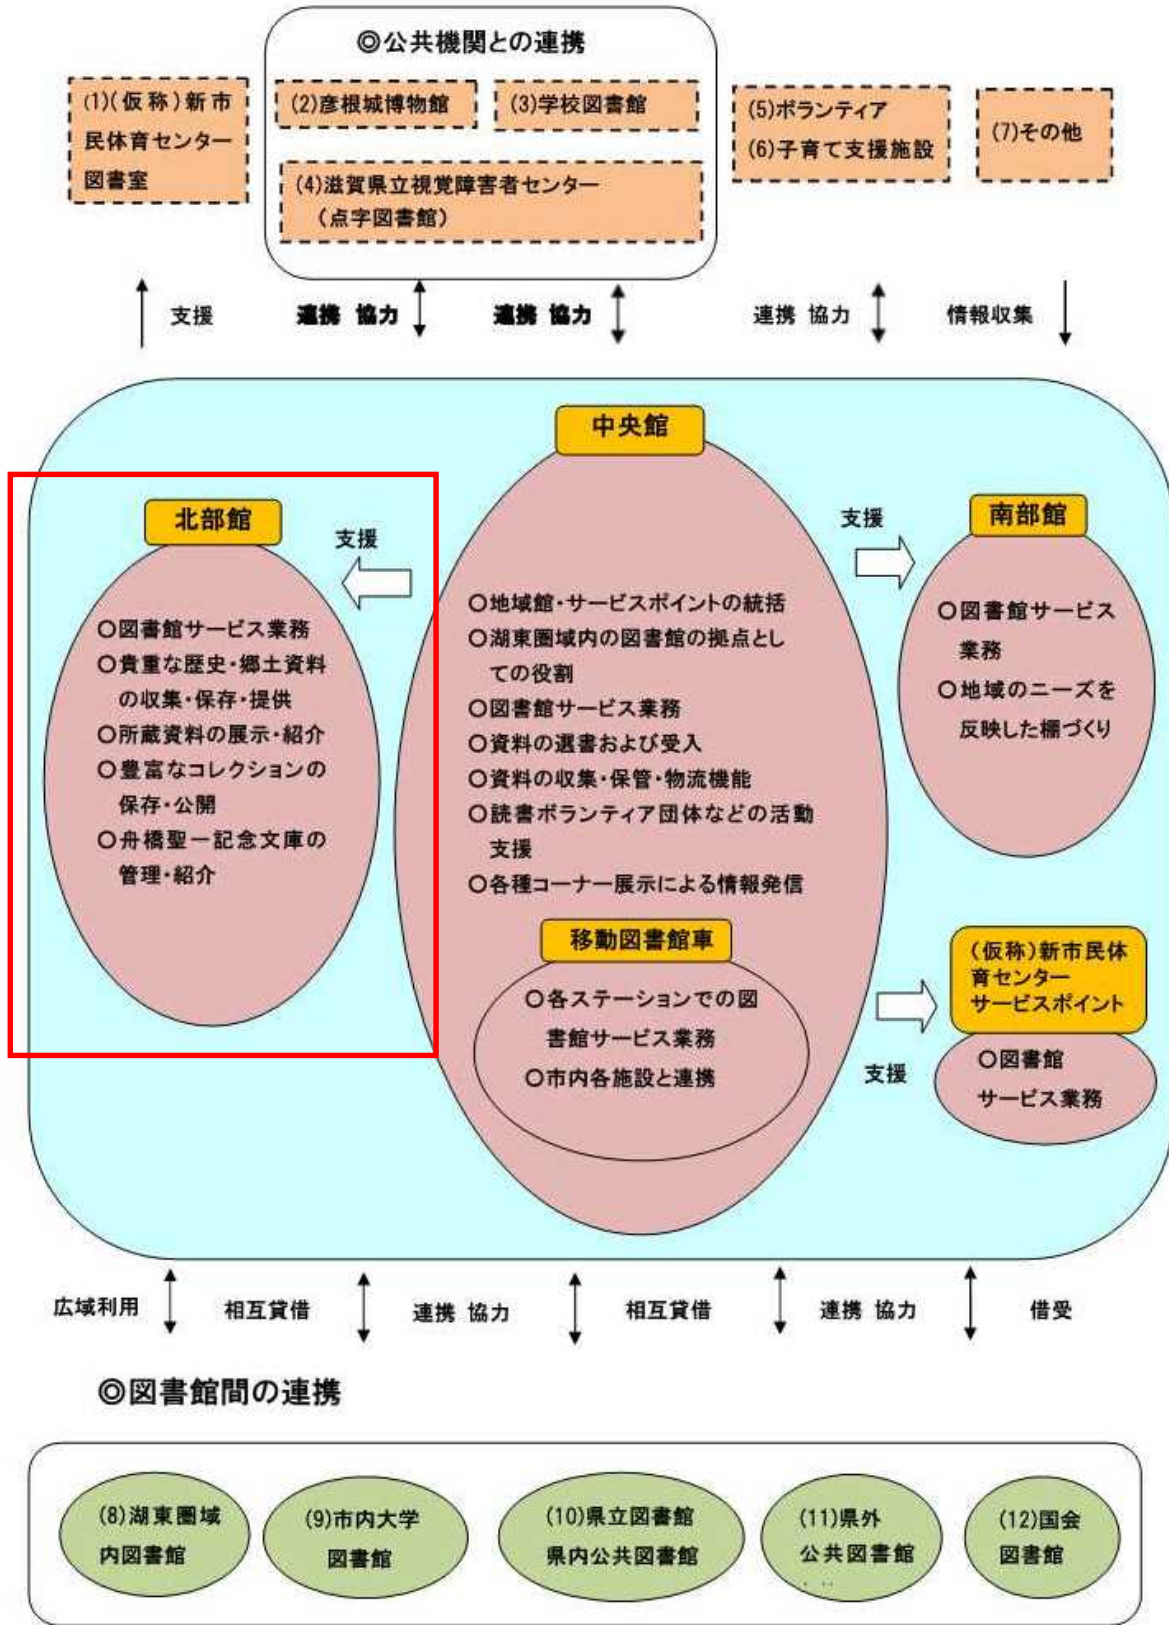 ◎公共機関との連携
(1)(仮称)新市
民体育センター
図書室
(2)彦根城博物館
(3)学校図書館
(4)滋賀県立視覚障害者センター
(点字図書館)
(5)ボランティア
(6)子育て支援施設
(7)その他
支援
連携 協力
連携 協力
連携 協力
情報収集
中央館
北部館
支援
支援
南部館
○図書館サービス業務
○貴重な歴史・郷土資料
の収集・保存・提供
○所蔵資料の展示・紹介
○豊富なコレクションの
保存・公開
○舟橋聖一記念文庫の
管理・紹介
○地域館・サービスポイントの統括
○湖東圏域内の図書館の拠点とし
ての役割
○図書館サービス業務
○資料の選書および受入
○資料の収集・保管・物流機能
○読書ボランティア団体などの活動
支援
○各種コーナー展示による情報発信
○図書館サービス
業務
○地域のニーズを
反映した棚づくり
移動図書館車
○各ステーションでの図
書館サービス業務
○市内各施設と連携
支援
(仮称)新市民体
育センター
サービスポイント
○図書館
サービス業務
広域利用
相互貸借
連携 協力
相互貸借
連携 協力
借受
◎図書館間の連携
(8)湖東圏域
内図書館
(9)市内大学
図書館
(10)県立図書館
県内公共図書館
(11)県外
公共図書館
(12)国会
図書館